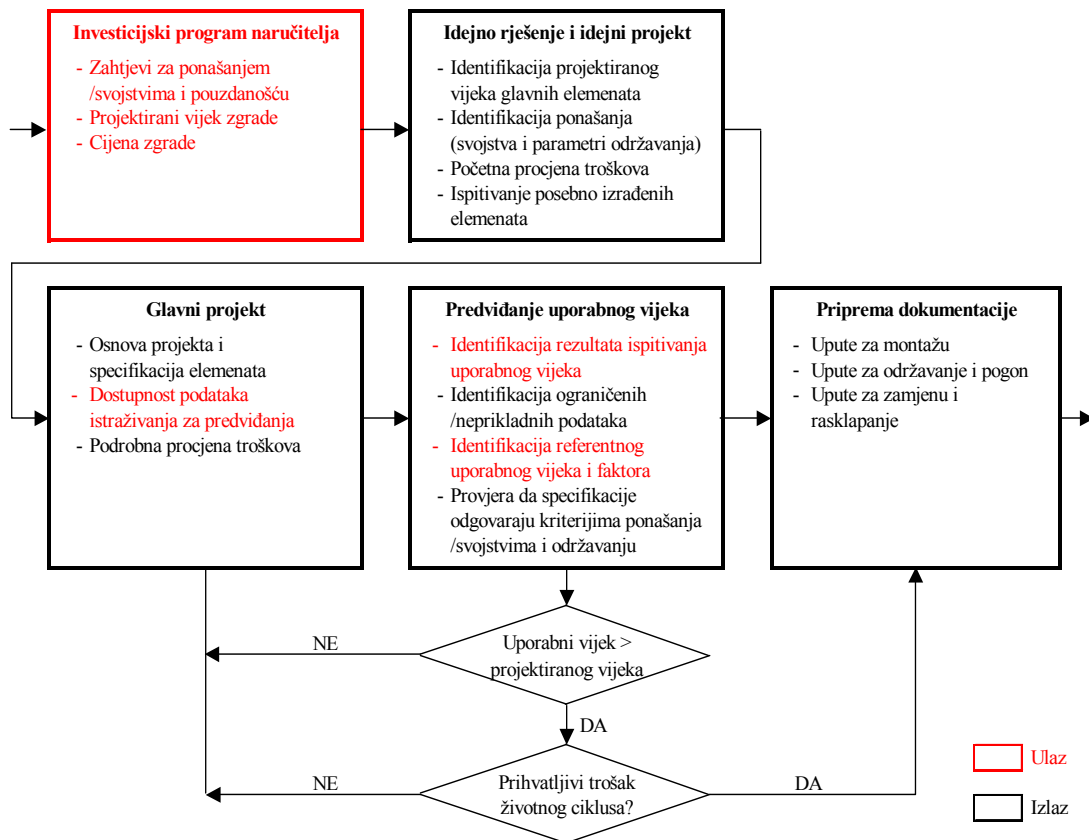 Investicijski program naručitelja
- Zahtjevi za ponašanjem
/svojstvima i pouzdanošću
- Projektirani vijek zgrade
- Cijena zgrade
Idejno rješenje i idejni projekt
- Identifikacija projektiranog
vijeka glavnih elemenata
- Identifikacija ponašanja
(svojstva i parametri održavanja)
- Početna procjena troškova
- Ispitivanje posebno izrađenih
elemenata
Glavni projekt
- Osnova projekta i
specifikacija elemenata
- Dostupnost podataka
istraživanja za predviđanja
- Podrobna procjena troškova
Predviđanje uporabnog vijeka
- Identifikacija rezultata ispitivanja
uporabnog vijeka
- Identifikacija ograničenih
/neprikladnih podataka
- Identifikacija referentnog
uporabnog vijeka i faktora
- Provjera da specifikacije
odgovaraju kriterijima ponašanja
/svojstvima i održavanju
Priprema dokumentacije
- Upute za montažu
- Upute za održavanje i pogon
- Upute za zamjenu i
rasklapanje
NE
Uporabni vijek >
projektiranog vijeka
DA
NE
Prihvatljivi trošak
životnog ciklusa?
DA
Ulaz
Izlaz